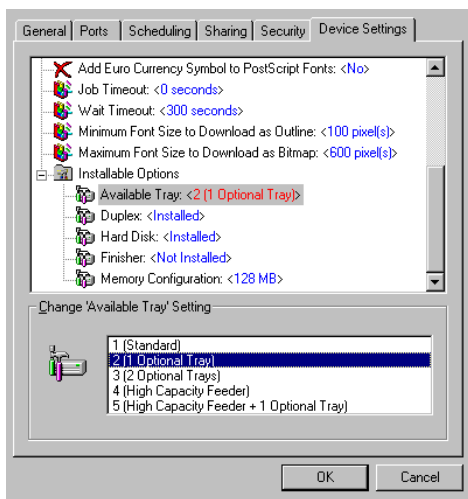 General Ports Scheduling Sharing Security Device Settings
Add Euro Currency Symbol to PostScript Fonts: <No>
Job Timeout: <0 seconds>
Wait Timeout: <300 seconds>
Minimum Font Size to Download as Outline: <100 pixel(s)>
Maximum Font Size to Download as Bitmap: <600 pixel(s)>
Installable Options
Available Tray: <2 (1 Optional Tray)>
Duplex: <Installed>
Hard Disk: <Installed>
Finisher: <Not Installed>
Memory Configuration: <128 MB>
Change 'Available Tray' Setting
1 (Standard)
2 (1 Optional Tray)
3 (2 Optional Trays)
4 (High Capacity Feeder)
5 (High Capacity Feeder + 1 Optional Tray)
OK Cancel